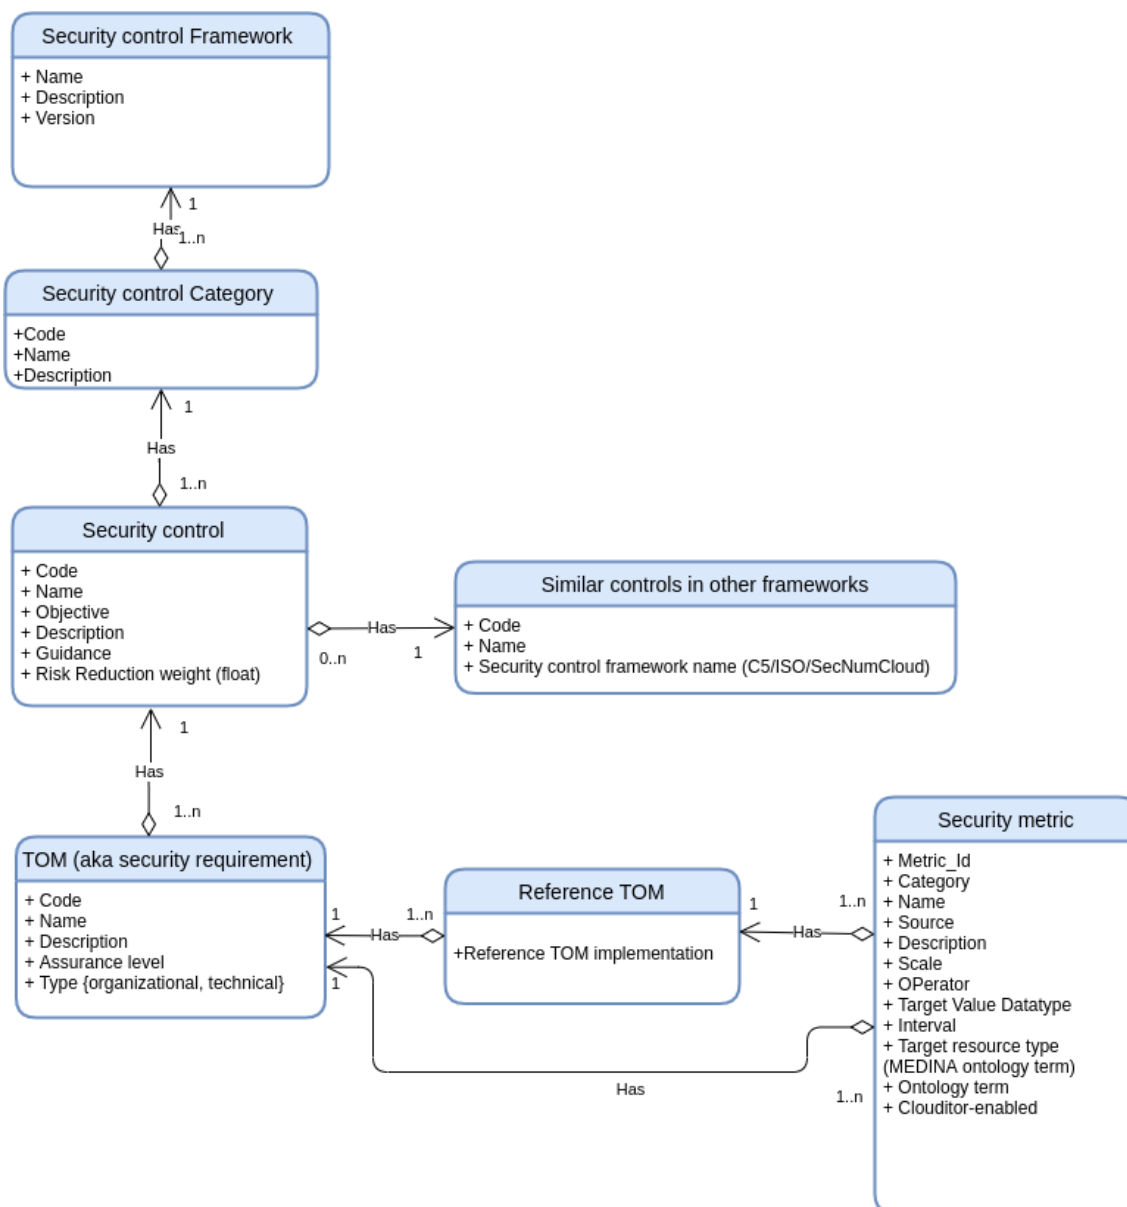 Security control Framework
+ Name
+ Description
+ Version
1
Has
1..n
Security control Category
+Code
+Name
+Description
1
Has
1..n
Security control
+ Code
+ Name
+ Objective
+ Description
+ Guidance
+ Risk Reduction weight (float)
Has
0..n
1
Similar controls in other frameworks
+ Code
+ Name
+ Security control framework name (C5/ISO/SecNumCloud)
1
Has
1..n
TOM (aka security requirement)
+ Code
+ Name
+ Description
+ Assurance level
+ Type {organizational, technical}
1
1..n
Has
1
Reference TOM
+Reference TOM implementation
1
1..n
Has
Security metric
+ Metric_Id
+ Category
+ Name
+ Source
+ Description
+ Scale
+ OPerator
+ Target Value Datatype
+ Interval
+ Target resource type
(MEDINA ontology term)
+ Ontology term
+ Clouditor-enabled
Has
1..n